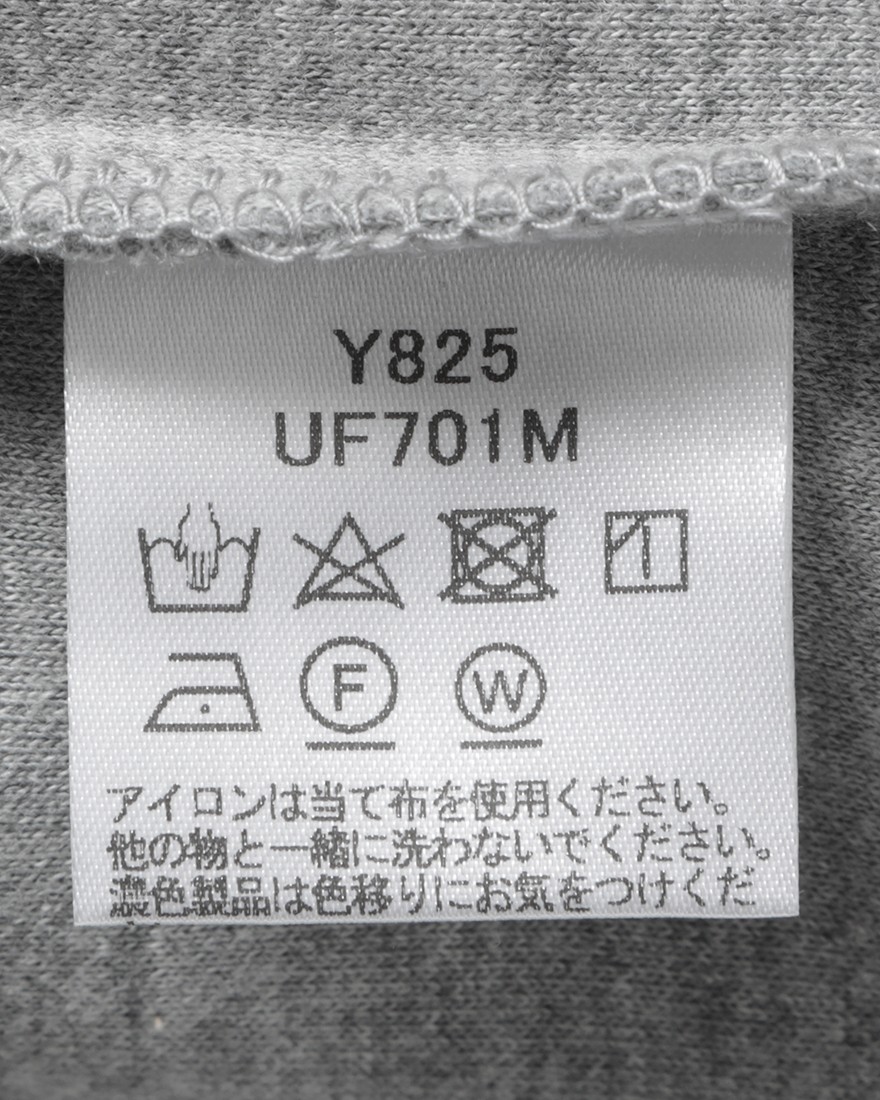 Y825
UF701M
F W
アイロンは当て布を使用ください。
他の物と一緒に洗わないでください。
濃色製品は色移りにお気をつけくだ